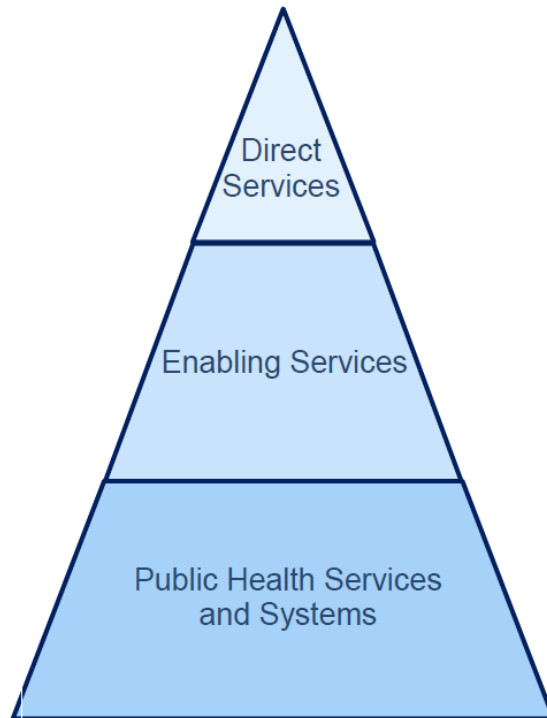 Direct
Services
Enabling Services
Public Health Services
and Systems